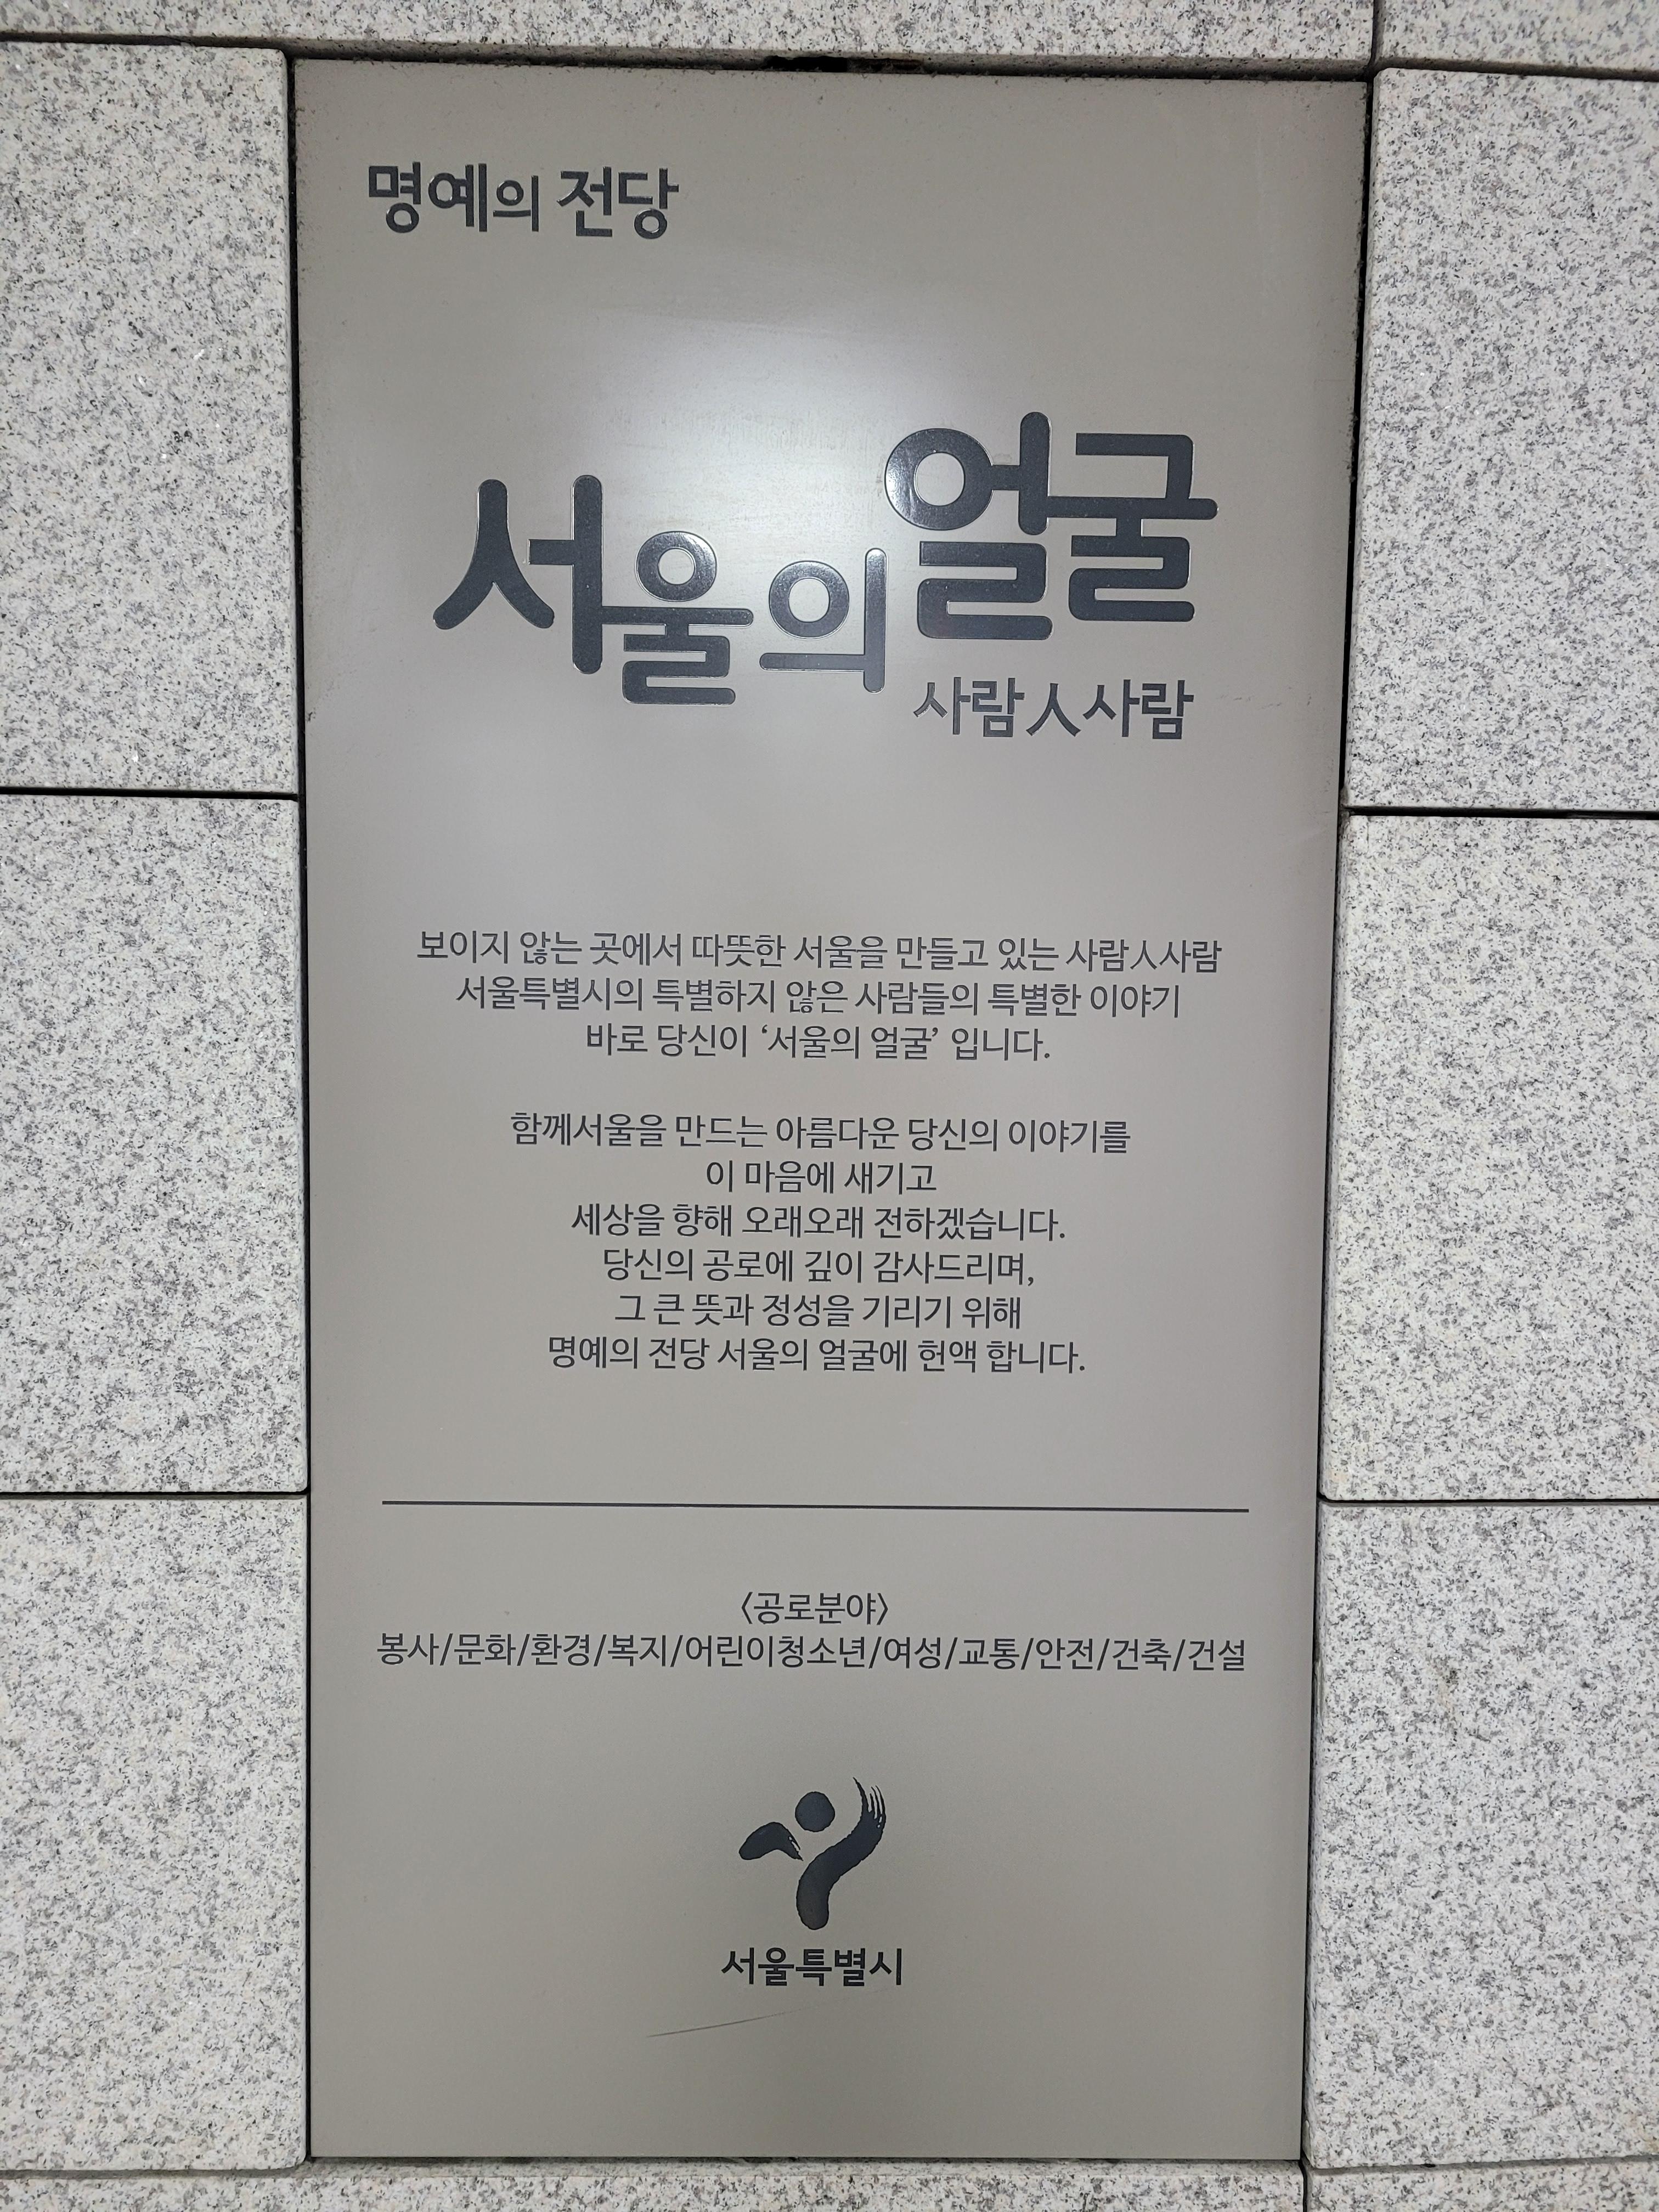 명예의 전당
서울의 얼굴
사람人사람
보이지 않는 곳에서 따뜻한 서울을 만들고 있는 사람人사람
서울특별시의 특별하지 않은 사람들의 특별한 이야기
바로 당신이 ‘서울의 얼굴’ 입니다.
함께서울을 만드는 아름다운 당신의 이야기를
이 마음에 새기고
세상을 향해 오래오래 전하겠습니다.
당신의 공로에 깊이 감사드리며,
그 큰 뜻과 정성을 기리기 위해
명예의 전당 서울의 얼굴에 헌액 합니다.
〈공로분야〉
봉사/문화/환경/복지/어린이청소년/여성/교통/안전/건축/건설
서울특별시